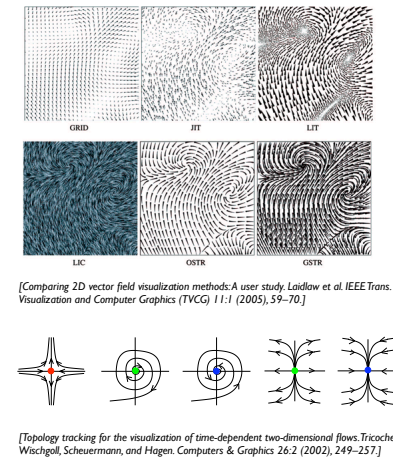 GRID JIT LIT
LIC OSTR GSTR
[Comparing 2D vector field visualization methods: A user study. Laidlaw et al. IEEE Trans.
Visualization and Computer Graphics (TVCG) 11:1 (2005), 59–70.]
[Topology tracking for the visualization of time-dependent two-dimensional flows. Tricoche,
Wischgoll, Scheuermann, and Hagen. Computers & Graphics 26:2 (2002), 249–257.]